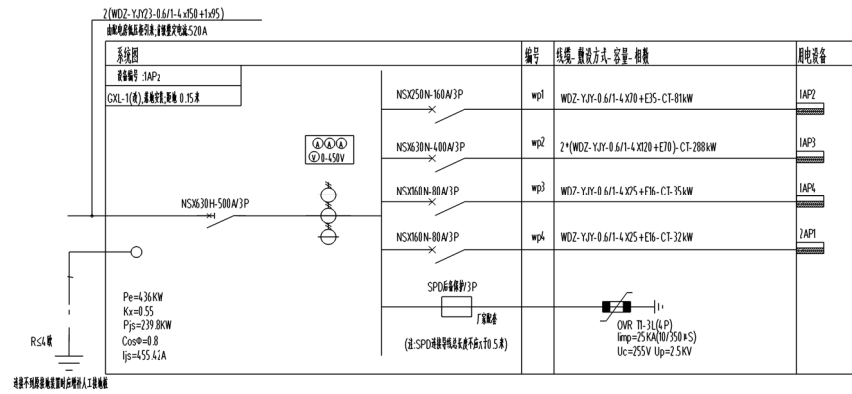 2(WDZ-YJY23-0.6/1-4x150+1x95)
由配电房低压柜引来;首级整定电流:520A
系统图 编号 线缆-敷设方式-容量-相数 用电设备
设备编号 :1AP2
GXL-1(改),落地安装;距地 0.15米
NSX250N-160A/3P wp1 WDZ-YJY-0.6/1-4X70+E35-CT-81kW 1AP2
A A A
V 0-450V
NSX630N-400A/3P wp2 2*(WDZ-YJY-0.6/1-4X120+E70)-CT-288kW 1AP3
NSX160N-80A/3P wp3 WDZ-YJY-0.6/1-4X25+E16-CT-35kW 1AP4
NSX630H-500A/3P
NSX160N-80A/3P wp4 WDZ-YJY-0.6/1-4X25+E16-CT-32kW 2AP1
SPD后备保护/3P
厂家配套
(注:SPD连接导线总长度不应大于0.5米)
OVR T1-3L(4P)
Iimp=25KA(10/350µS)
Uc=255V Up=2.5KV
Pe=436KW
Kx=0.55
Pjs=239.8KW
CosΦ=0.8
Ijs=455.42A
R≤4欧
连接不到原接地装置时应增补人工接地桩